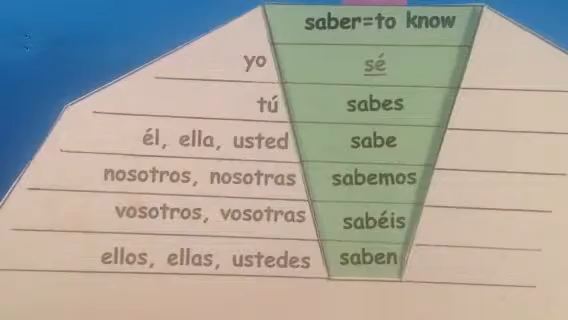 saber=to know
yo sé
tú sabes
él, ella, usted sabe
nosotros, nosotras sabemos
vosotros, vosotras sabéis
ellos, ellas, ustedes saben